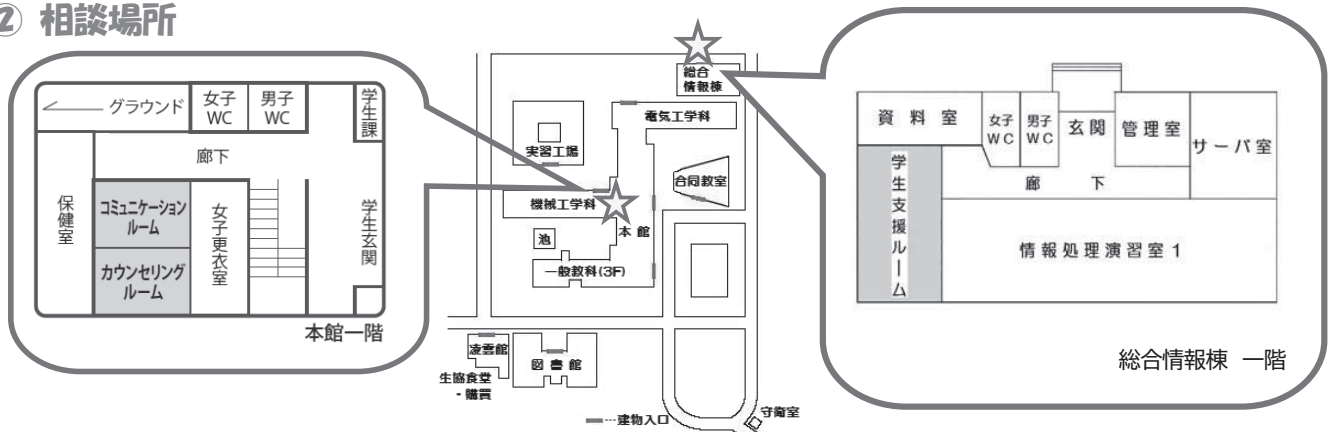 ② 相談場所
グラウンド
女子
WC
男子
WC
学生課
廊下
保健室
コミュニケーション
ルーム
カウンセリング
ルーム
女子更衣室
学生玄関
本館一階
総合
情報棟
電気工学科
実習工場
合同教室
機械工学科
本館
池
一般教科(3F)
凌雲館
図書館
生協食堂
・購買
守衛室
…建物入口
資料室
女子
WC
男子
WC
玄関
管理室
サーバ室
廊下
学生支援ルーム
情報処理演習室1
総合情報棟 一階